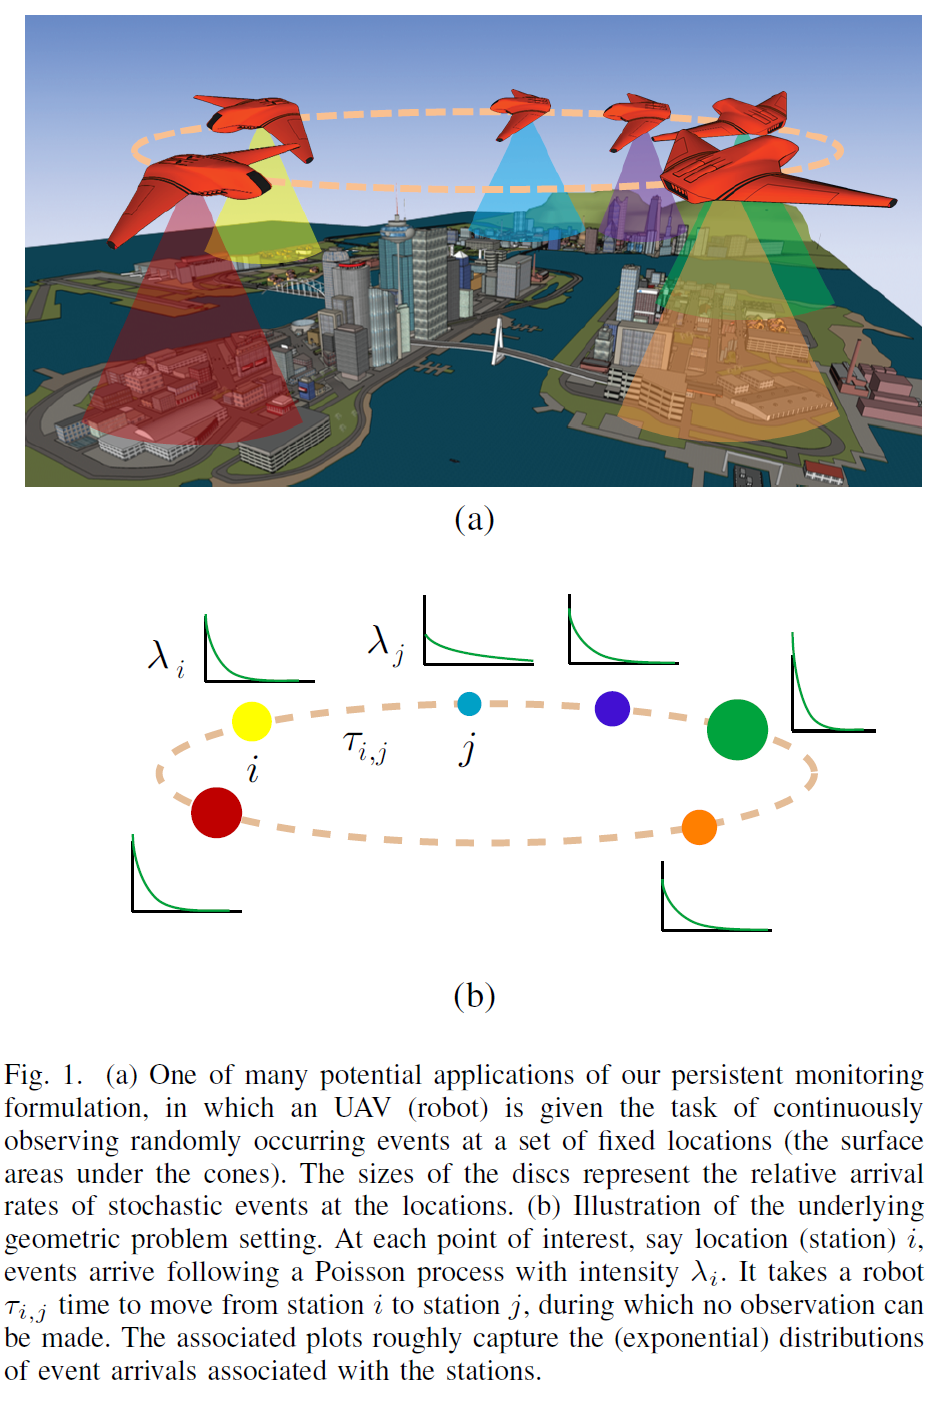 (a)
λi
λj
τi,j
i
j
(b)
Fig. 1. (a) One of many potential applications of our persistent monitoring
formulation, in which an UAV (robot) is given the task of continuously
observing randomly occurring events at a set of fixed locations (the surface
areas under the cones). The sizes of the discs represent the relative arrival
rates of stochastic events at the locations. (b) Illustration of the underlying
geometric problem setting. At each point of interest, say location (station) i,
events arrive following a Poisson process with intensity λi. It takes a robot
τi,j time to move from station i to station j, during which no observation can
be made. The associated plots roughly capture the (exponential) distributions
of event arrivals associated with the stations.